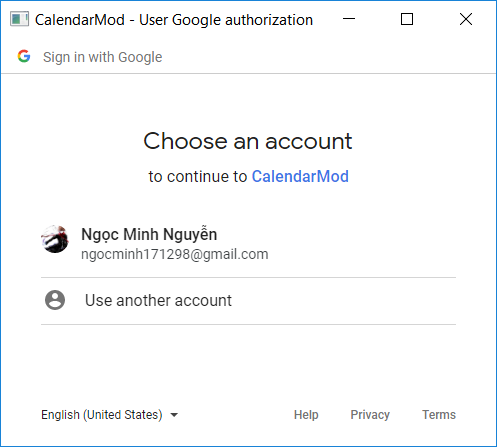 CalendarMod - User Google authorization
Sign in with Google
Choose an account
to continue to CalendarMod
Ngọc Minh Nguyễn
ngocminh171298@gmail.com
Use another account
English (United States) Help Privacy Terms